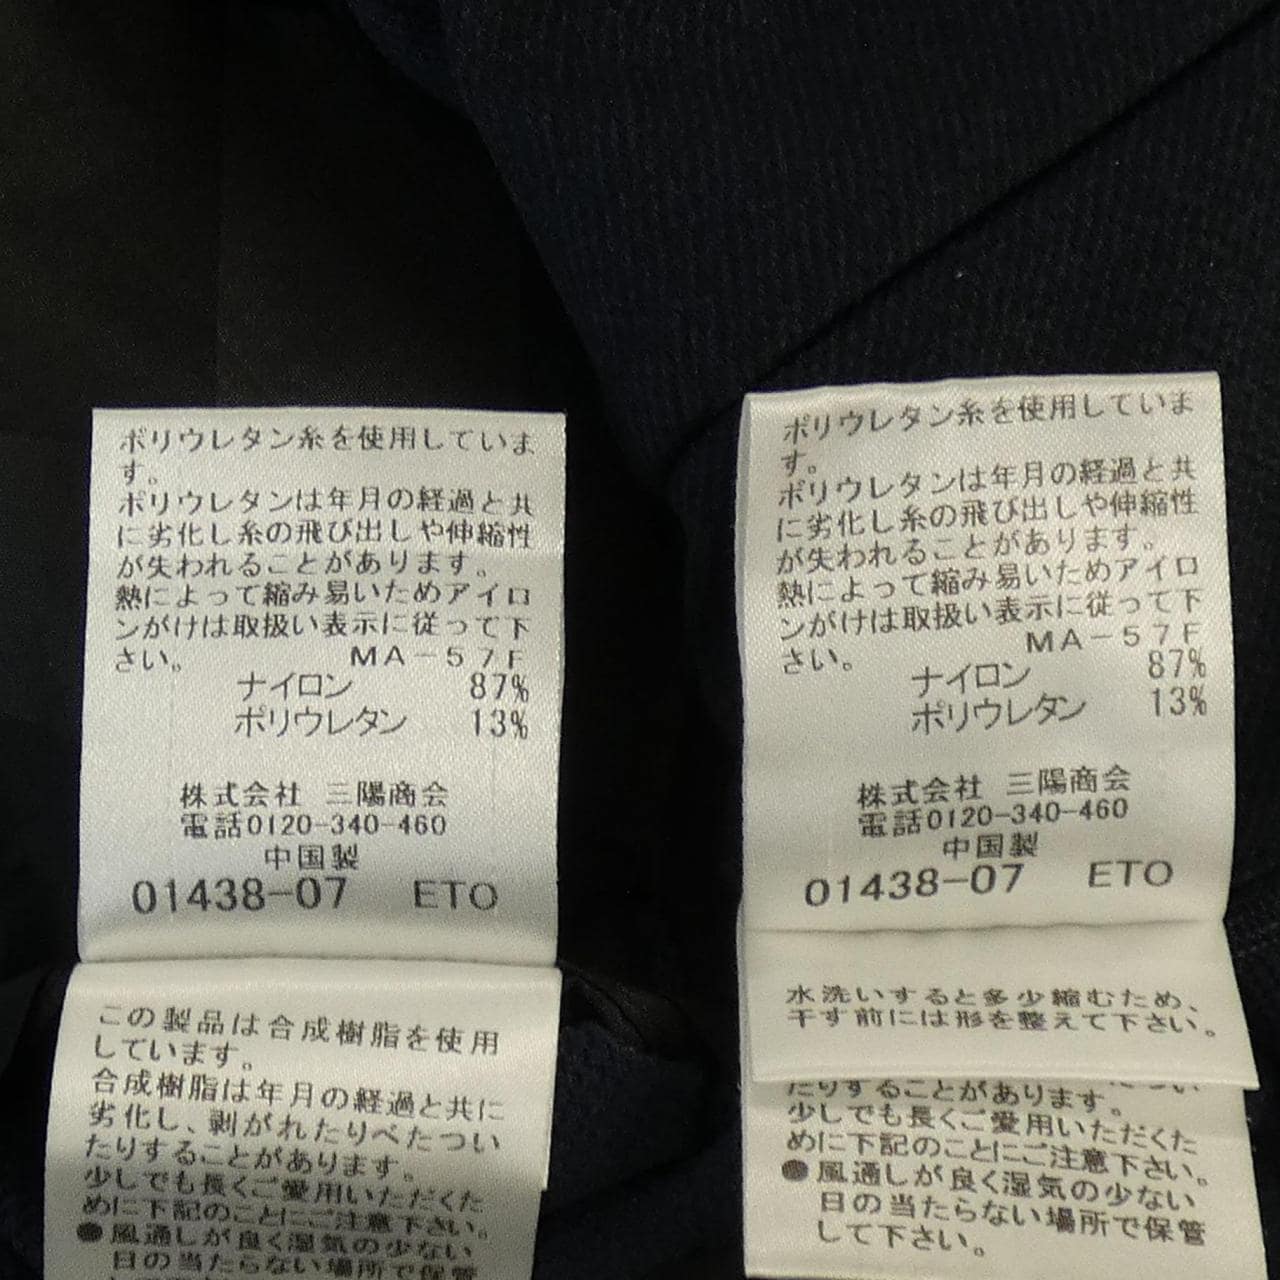 ポリウレタン糸を使用していま
す。
ポリウレタンは年月の経過と共
に劣化し糸の飛び出しや伸縮性
が失われることがあります。
熱によって縮み易いためアイロ
ンがけは取扱い表示に従って下
さい。 MA-57F
ナイロン 87%
ポリウレタン 13%
株式会社 三陽商会
電話0120-340-460
中国製
01438-07 ETO
この製品は合成樹脂を使用
しています。
合成樹脂は年月の経過と共に
劣化し、剥がれたりべたつい
たりすることがあります。
少しでも長くご愛用いただくた
めに下記のことにご注意下さい。
●風通しが良く湿気の少ない
日の当たらない場所で保管
ポリウレタン糸を使用していま
す。
ポリウレタンは年月の経過と共
に劣化し糸の飛び出しや伸縮性
が失われることがあります。
熱によって縮み易いためアイロ
ンがけは取扱い表示に従って下
さい。 MA-57F
ナイロン 87%
ポリウレタン 13%
株式会社 三陽商会
電話0120-340-460
中国製
01438-07 ETO
水洗いすると多少縮むため、
干す前には形を整えて下さい。
たりすることがあります。
少しでも長くご愛用いただくた
めに下記のことにご注意下さい。
●風通しが良く湿気の少ない
日の当たらない場所で保管
して下さい。